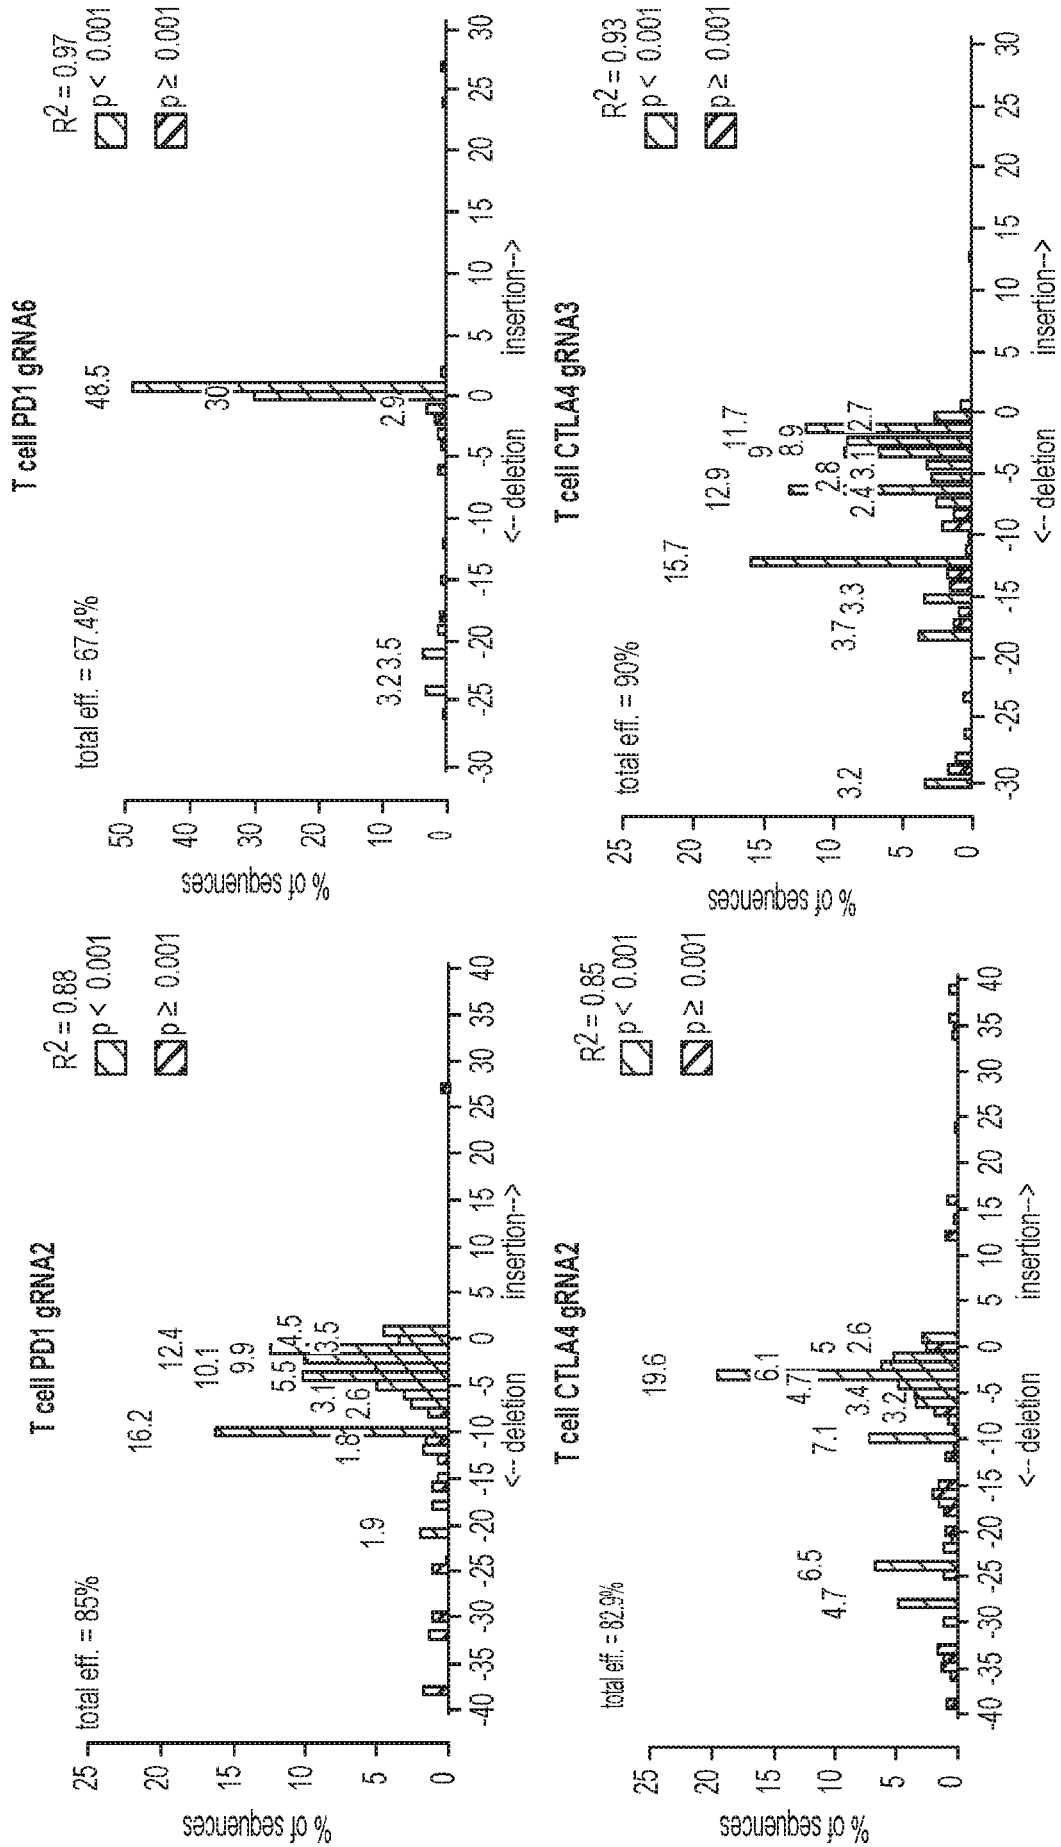 T cell PD1 gRNA2
total eff. = 85%
R2 = 0.88
p < 0.001
p ≥ 0.001
% of sequences
25
20
15
10
5
0
16.2
12.4
10.1
9.9
4.5
5.5
3.5
3.1
2.6
1.8
1.9
-40 -35 -30 -25 -20 -15 -10 -5 0 5 10 15 20 25 30 35 40
<-- deletion insertion-->
T cell PD1 gRNA6
total eff. = 67.4%
R2 = 0.97
p < 0.001
p ≥ 0.001
% of sequences
50
40
30
20
10
0
48.5
30
2.9
3.2 3.5
-30 -25 -20 -15 -10 -5 0 5 10 15 20 25 30
<-- deletion insertion-->
T cell CTLA4 gRNA2
total eff. = 82.9%
R2 = 0.85
p < 0.001
p ≥ 0.001
% of sequences
25
20
15
10
5
0
19.6
6.1
4.7
5
2.6
3.4
3.2
7.1
6.5
4.7
-40 -35 -30 -25 -20 -15 -10 -5 0 5 10 15 20 25 30 35 40
<-- deletion insertion-->
T cell CTLA4 gRNA3
total eff. = 90%
R2 = 0.93
p < 0.001
p ≥ 0.001
% of sequences
25
20
15
10
5
0
15.7
12.9
11.7
9
8.9
2.8
2.4 3.1 2.7
3.7 3.3
3.2
-30 -25 -20 -15 -10 -5 0 5 10 15 20 25 30
<-- deletion insertion-->